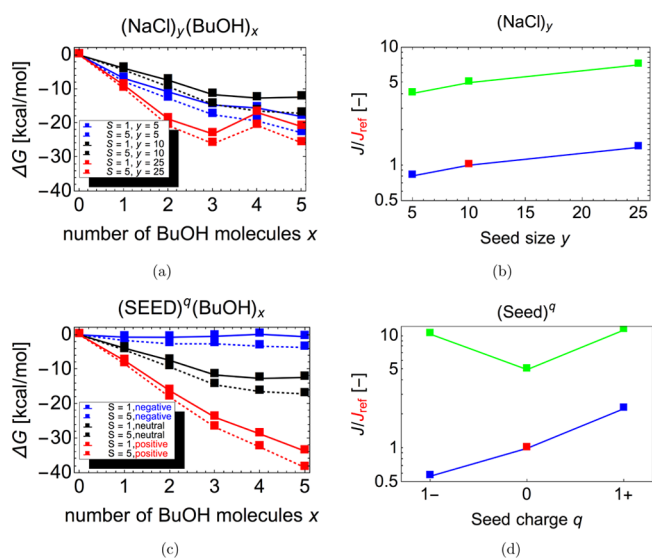 (NaCl)y(BuOH)x
0
−10
−20
−30
−40
ΔG [kcal/mol]
S = 1, y = 5
S = 5, y = 5
S = 1, y = 10
S = 5, y = 10
S = 1, y = 25
S = 5, y = 25
0 1 2 3 4 5
number of BuOH molecules x
(a)
(NaCl)y
10
5
1
0.5
J/Jref [−]
5 10 15 20 25
Seed size y
(b)
(SEED)q(BuOH)x
0
−10
−20
−30
−40
ΔG [kcal/mol]
S = 1,negative
S = 5,negative
S = 1,neutral
S = 5,neutral
S = 1,positive
S = 5,positive
0 1 2 3 4 5
number of BuOH molecules x
(c)
(Seed)q
10
5
1
0.5
J/Jref [−]
1− 0 1+
Seed charge q
(d)